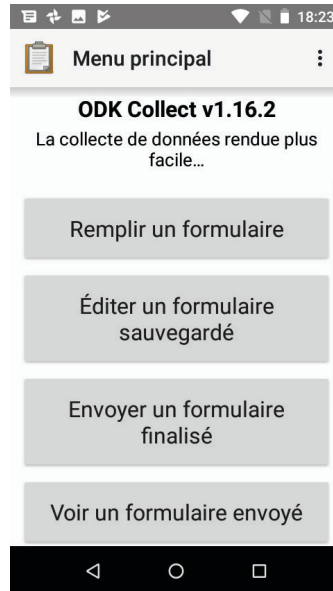 18:23
Menu principal
ODK Collect v1.16.2
La collecte de données rendue plus
facile…
Remplir un formulaire
Éditer un formulaire
sauvegardé
Envoyer un formulaire
finalisé
Voir un formulaire envoyé